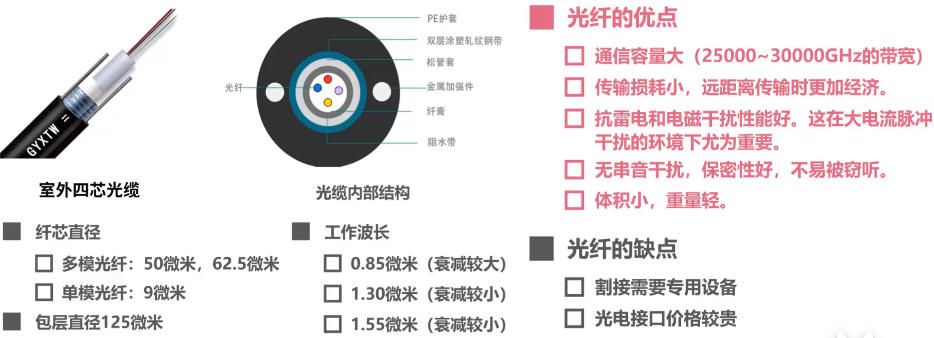 GYXTW =
室外四芯光缆
PE护套
双层涂塑轧纹钢带
松管套
光纤
金属加强件
纤膏
阻水带
光缆内部结构
纤芯直径
多模光纤：50微米，62.5微米
单模光纤：9微米
包层直径125微米
工作波长
0.85微米（衰减较大）
1.30微米（衰减较小）
1.55微米（衰减较小）
光纤的优点
通信容量大（25000~30000GHz的带宽）
传输损耗小，远距离传输时更加经济。
抗雷电和电磁干扰性能好。这在大电流脉冲
干扰的环境下尤为重要。
无串音干扰，保密性好，不易被窃听。
体积小，重量轻。
光纤的缺点
割接需要专用设备
光电接口价格较贵